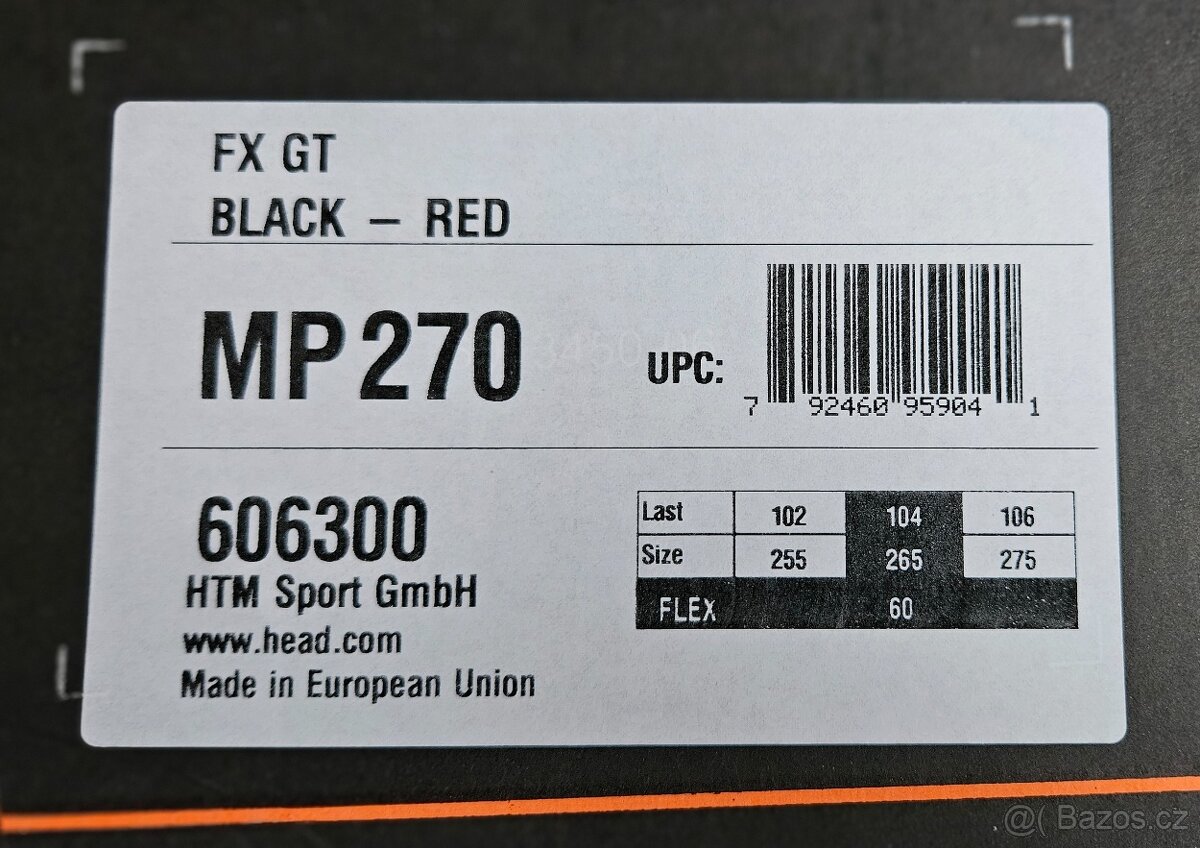 FX GT
BLACK – RED
MP 270
UPC:
7 92460 95904 1
606300
HTM Sport GmbH
www.head.com
Made in European Union
Last 102 104 106
Size 255 265 275
FLEX 60
@( Bazos.cz